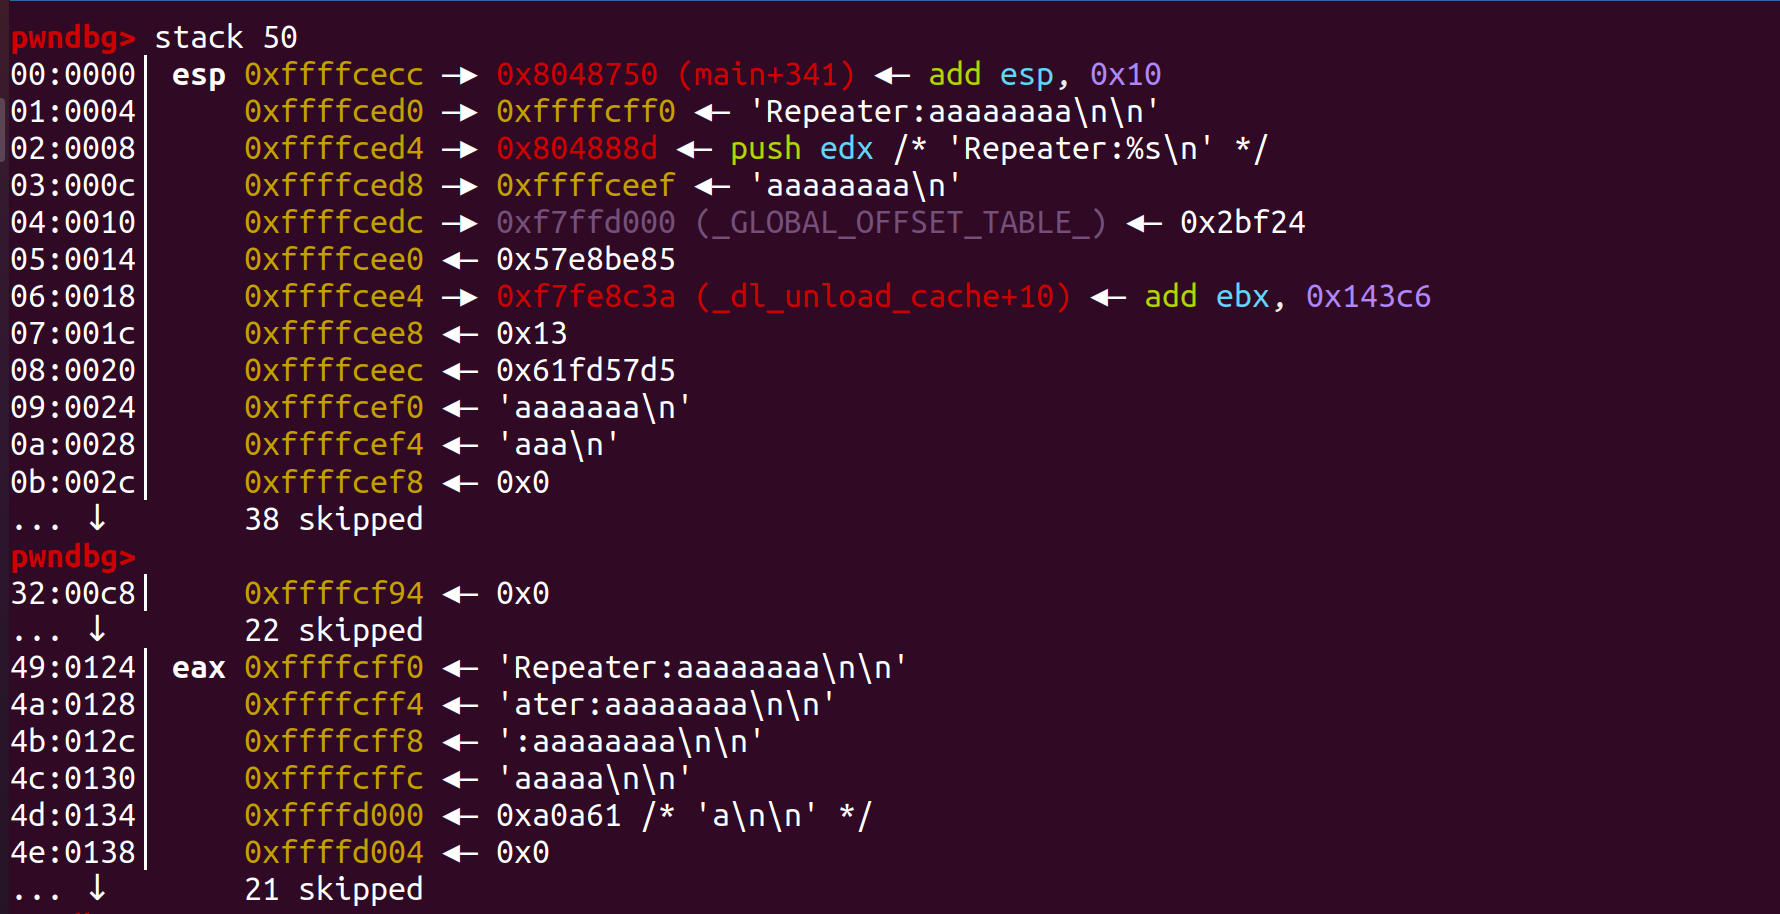 pwndbg> stack 50
00:0000│ esp 0xffffcecc —▸ 0x8048750 (main+341) ◂— add esp, 0x10
01:0004│ 0xffffced0 —▸ 0xffffcff0 ◂— 'Repeater:aaaaaaaa\n\n'
02:0008│ 0xffffced4 —▸ 0x804888d ◂— push edx /* 'Repeater:%s\n' */
03:000c│ 0xffffced8 —▸ 0xffffceef ◂— 'aaaaaaaa\n'
04:0010│ 0xffffcedc —▸ 0xf7ffd000 (_GLOBAL_OFFSET_TABLE_) ◂— 0x2bf24
05:0014│ 0xffffcee0 ◂— 0x57e8be85
06:0018│ 0xffffcee4 —▸ 0xf7fe8c3a (_dl_unload_cache+10) ◂— add ebx, 0x143c6
07:001c│ 0xffffcee8 ◂— 0x13
08:0020│ 0xffffceec ◂— 0x61fd57d5
09:0024│ 0xffffcef0 ◂— 'aaaaaaa\n'
0a:0028│ 0xffffcef4 ◂— 'aaa\n'
0b:002c│ 0xffffcef8 ◂— 0x0
... ↓ 38 skipped
pwndbg>
32:00c8│ 0xffffcf94 ◂— 0x0
... ↓ 22 skipped
49:0124│ eax 0xffffcff0 ◂— 'Repeater:aaaaaaaa\n\n'
4a:0128│ 0xffffcff4 ◂— 'ater:aaaaaaaa\n\n'
4b:012c│ 0xffffcff8 ◂— ':aaaaaaaa\n\n'
4c:0130│ 0xffffcffc ◂— 'aaaaa\n\n'
4d:0134│ 0xffffd000 ◂— 0xa0a61 /* 'a\n\n' */
4e:0138│ 0xffffd004 ◂— 0x0
... ↓ 21 skipped